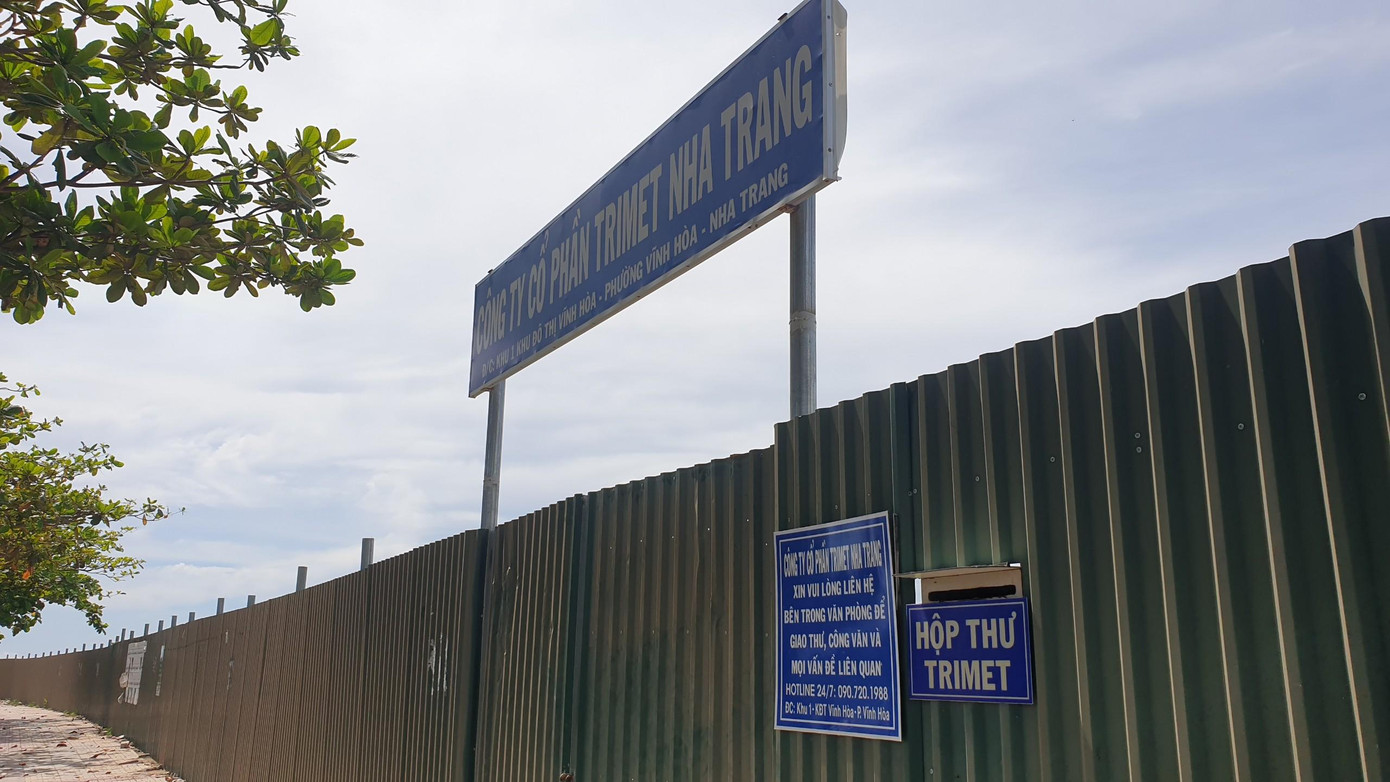 CÔNG TY CỔ PHẦN TRIMET NHA TRANG
Đ/C: KHU 1, KHU ĐÔ THỊ VĨNH HÒA - PHƯỜNG VĨNH HÒA - NHA TRANG
CÔNG TY CỔ PHẦN TRIMET NHA TRANG
XIN VUI LÒNG LIÊN HỆ
BÊN TRONG VĂN PHÒNG ĐỂ
GIAO THƯ, CÔNG VĂN VÀ
MỌI VẤN ĐỀ LIÊN QUAN
HOTLINE 24/7: 090.720.1988
ĐC: Khu 1 - KĐT Vĩnh Hòa - P. Vĩnh Hòa
HỘP THƯ
TRIMET